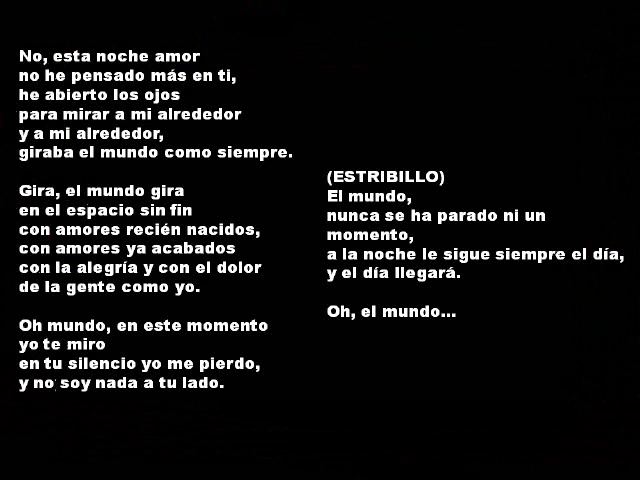 No, esta noche amor
no he pensado más en ti,
he abierto los ojos
para mirar a mi alrededor
y a mi alrededor,
giraba el mundo como siempre.
Gira, el mundo gira
en el espacio sin fin
con amores recién nacidos,
con amores ya acabados
con la alegría y con el dolor
de la gente como yo.
Oh mundo, en este momento
yo te miro
en tu silencio yo me pierdo,
y no soy nada a tu lado.
(ESTRIBILLO)
El mundo,
nunca se ha parado ni un
momento,
a la noche le sigue siempre el día,
y el día llegará.
Oh, el mundo...